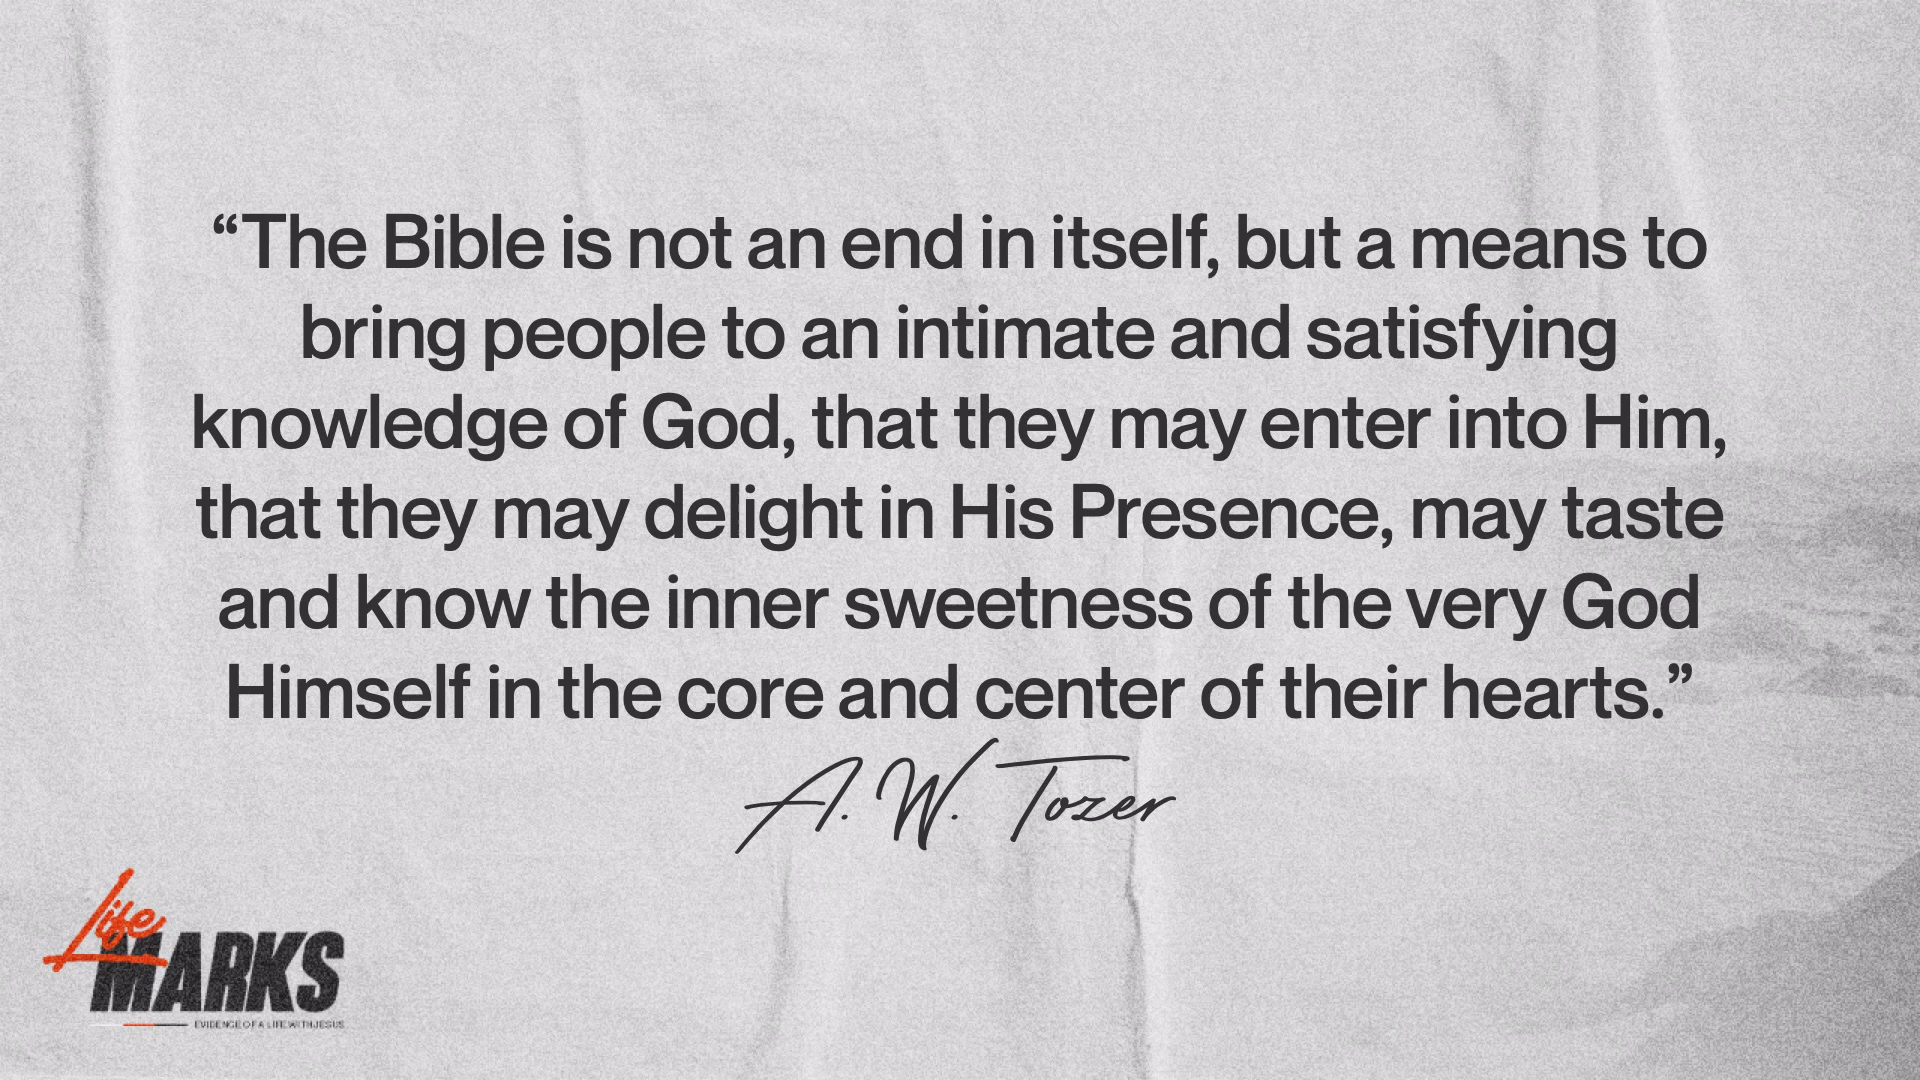 “The Bible is not an end in itself, but a means to
bring people to an intimate and satisfying
knowledge of God, that they may enter into Him,
that they may delight in His Presence, may taste
and know the inner sweetness of the very God
Himself in the core and center of their hearts.”
A. W. Tozer
Life
MARKS
EVIDENCE OF A LIFE WITH JESUS